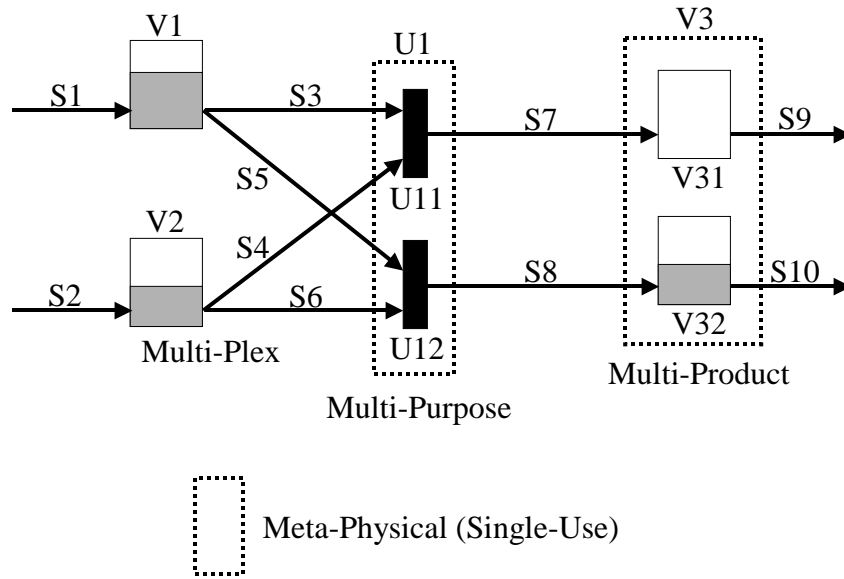 V1
U1
V3
S1
S3
S7
S9
S5
U11
V31
V2
S4
S2
S6
S8
S10
U12
V32
Multi-Plex
Multi-Product
Multi-Purpose
Meta-Physical (Single-Use)